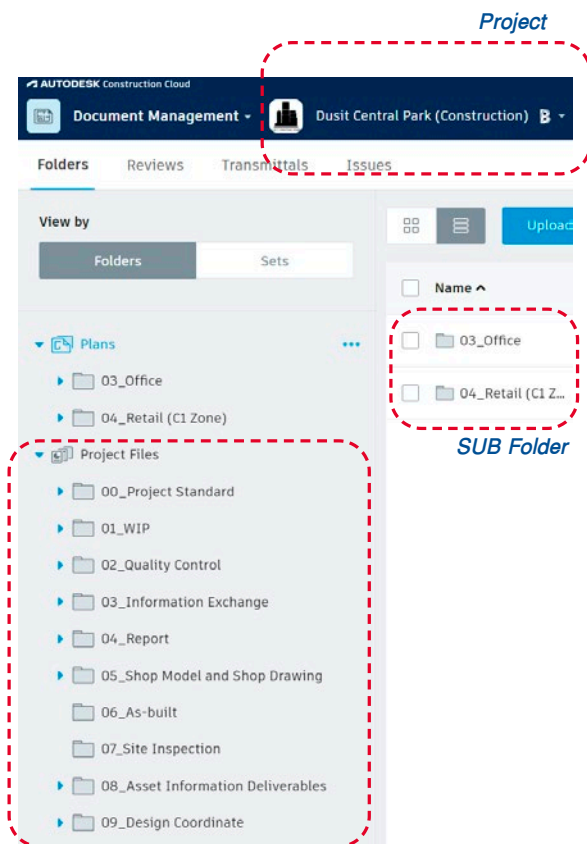 Project
AUTODESK Construction Cloud
Document Management
Dusit Central Park (Construction) B
Folders Reviews Transmittals Issues
View by
Folders Sets
Upload
Name
Plans
03_Office
04_Retail (C1 Zone)
03_Office
04_Retail (C1 Z...
SUB Folder
Project Files
00_Project Standard
01_WIP
02_Quality Control
03_Information Exchange
04_Report
05_Shop Model and Shop Drawing
06_As-built
07_Site Inspection
08_Asset Information Deliverables
09_Design Coordinate